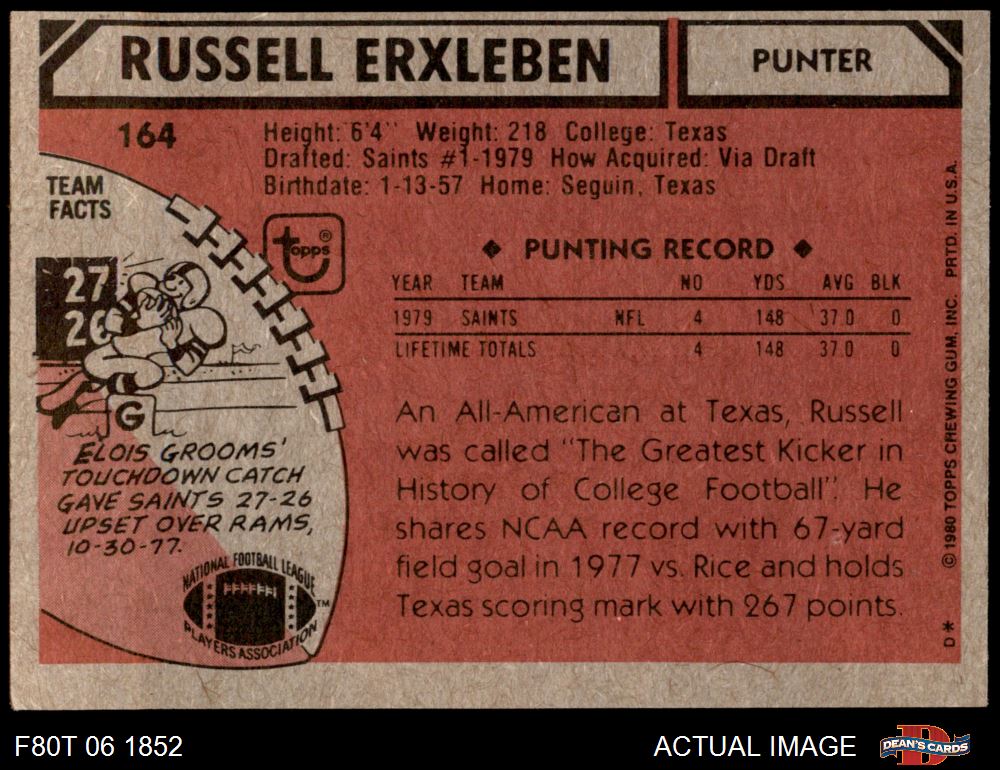 RUSSELL ERXLEBEN
PUNTER
164
Height: 6'4" Weight: 218 College: Texas
Drafted: Saints #1-1979 How Acquired: Via Draft
Birthdate: 1-13-57 Home: Seguin, Texas
TEAM
FACTS
topps®
27
26
G
ELOIS GROOMS'
TOUCHDOWN CATCH
GAVE SAINTS 27-26
UPSET OVER RAMS,
10-30-77.
NATIONAL FOOTBALL LEAGUE
PLAYERS ASSOCIATION
TM
◆ PUNTING RECORD ◆
YEAR TEAM NO YDS AVG BLK
1979 SAINTS NFL 4 148 37.0 0
LIFETIME TOTALS 4 148 37.0 0
An All-American at Texas, Russell
was called "The Greatest Kicker in
History of College Football". He
shares NCAA record with 67-yard
field goal in 1977 vs. Rice and holds
Texas scoring mark with 267 points.
© 1980 TOPPS CHEWING GUM, INC. PRTD. IN U.S.A.
D*
F80T 06 1852
ACTUAL IMAGE
D
DEAN'S CARDS